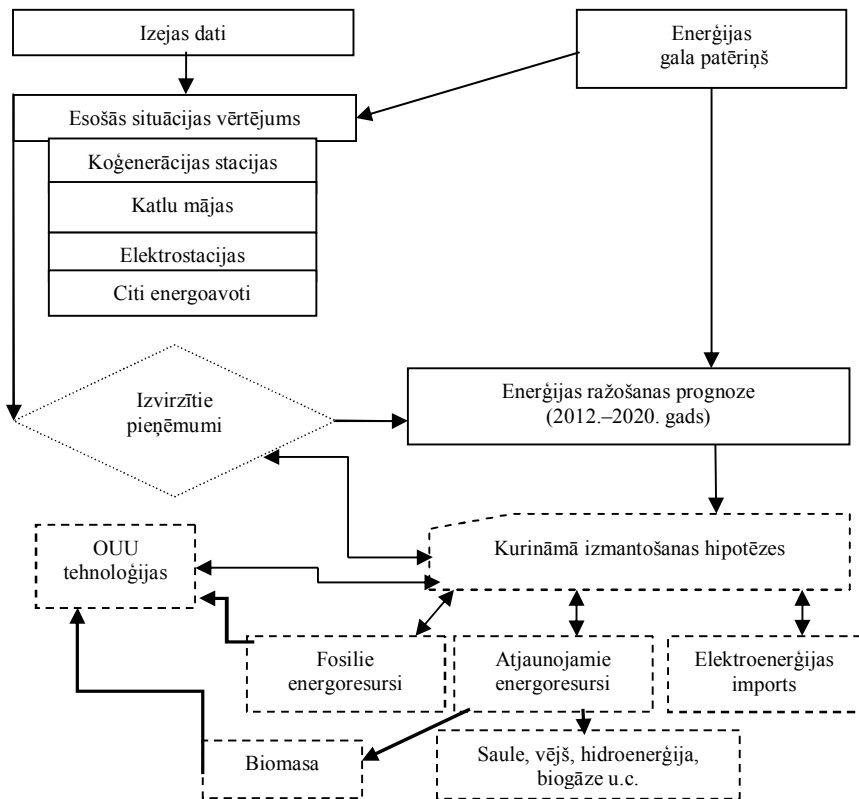 Izejas dati
Enerģijas
gala patēriņš
Esošās situācijas vērtējums
Koģenerācijas stacijas
Katlu mājas
Elektrostacijas
Citi energoavoti
Izvirzītie
pieņēmumi
Enerģijas ražošanas prognoze
(2012.–2020. gads)
OUU
tehnoloģijas
Kurināmā izmantošanas hipotēzes
Fosilie
energoresursi
Atjaunojamie
energoresursi
Elektroenerģijas
imports
Biomasa
Saule, vējš, hidroenerģija,
biogāze u.c.